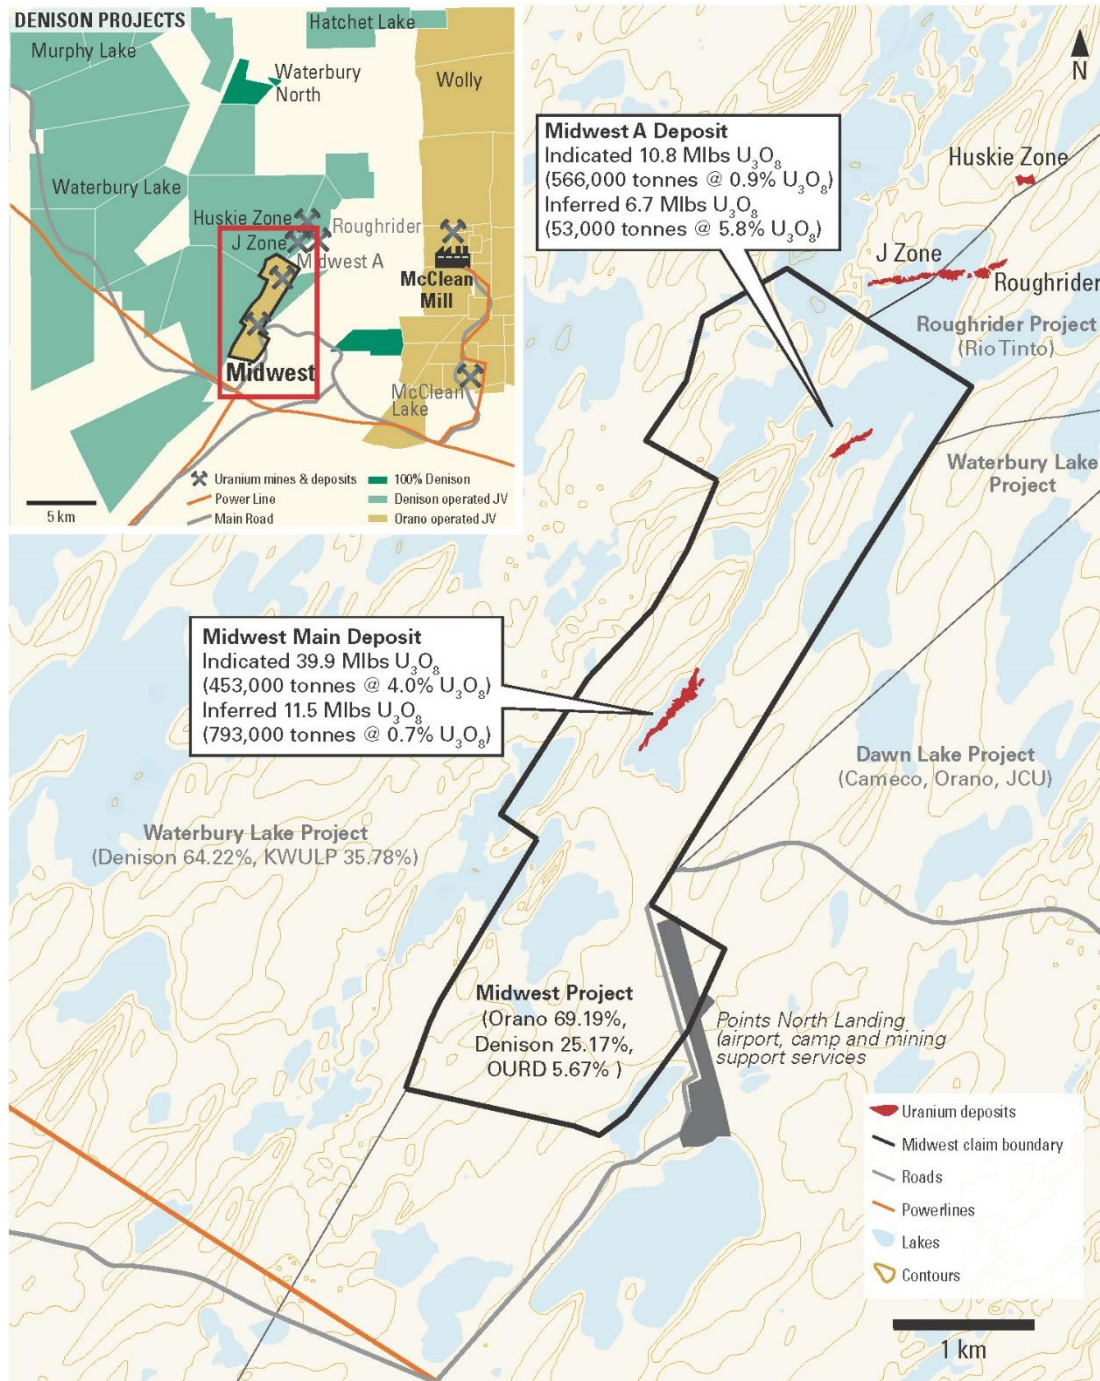 DENISON PROJECTS
Hatchet Lake
Murphy Lake
Waterbury
North
Wolly
Waterbury Lake
Huskie Zone
Roughrider
J Zone
Midwest A
McClean
Mill
Midwest
McClean
Lake
Uranium mines & deposits
Power Line
Main Road
100% Denison
Denison operated JV
Orano operated JV
5 km
N
Midwest A Deposit
Indicated 10.8 Mlbs U₃O₈
(566,000 tonnes @ 0.9% U₃O₈)
Inferred 6.7 Mlbs U₃O₈
(53,000 tonnes @ 5.8% U₃O₈)
Huskie Zone
J Zone
Roughrider
Roughrider Project
(Rio Tinto)
Waterbury Lake
Project
Midwest Main Deposit
Indicated 39.9 Mlbs U₃O₈
(453,000 tonnes @ 4.0% U₃O₈)
Inferred 11.5 Mlbs U₃O₈
(793,000 tonnes @ 0.7% U₃O₈)
Dawn Lake Project
(Cameco, Orano, JCU)
Waterbury Lake Project
(Denison 64.22%, KWULP 35.78%)
Midwest Project
(Orano 69.19%,
Denison 25.17%,
OURD 5.67% )
Points North Landing
(airport, camp and mining
support services
Uranium deposits
Midwest claim boundary
Roads
Powerlines
Lakes
Contours
1 km